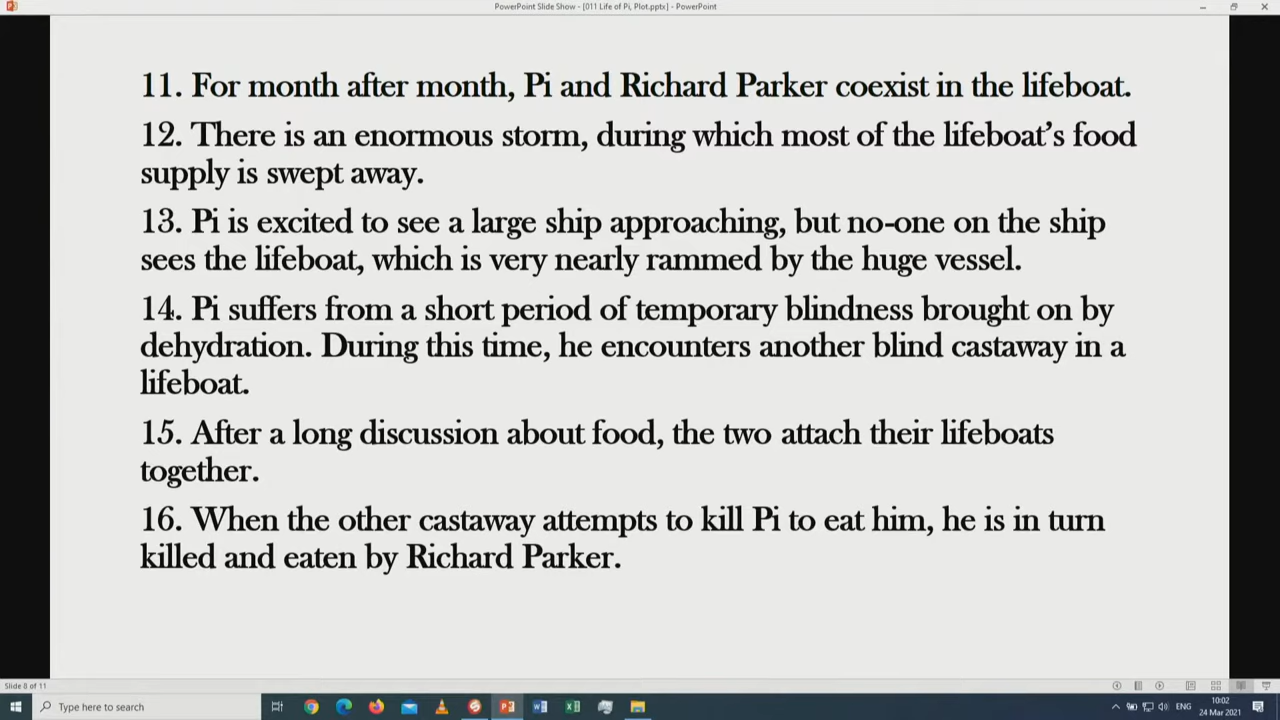 PowerPoint Slide Show - [011 Life of Pi, Plot.pptx] - PowerPoint
11. For month after month, Pi and Richard Parker coexist in the lifeboat.
12. There is an enormous storm, during which most of the lifeboat’s food
supply is swept away.
13. Pi is excited to see a large ship approaching, but no-one on the ship
sees the lifeboat, which is very nearly rammed by the huge vessel.
14. Pi suffers from a short period of temporary blindness brought on by
dehydration. During this time, he encounters another blind castaway in a
lifeboat.
15. After a long discussion about food, the two attach their lifeboats
together.
16. When the other castaway attempts to kill Pi to eat him, he is in turn
killed and eaten by Richard Parker.
Slide 8 of 11
Type here to search
ENG
10:02
24 Mar 2021